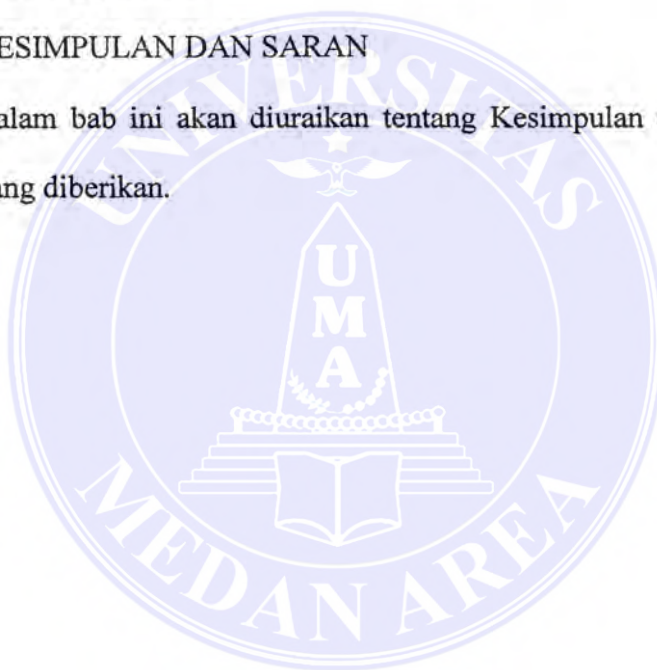 ESIMPULAN DAN SARAN
alam bab ini akan diuraikan tentang Kesimpulan
ang diberikan.
UNIVERSITAS
U
M
A
MEDAN AREA